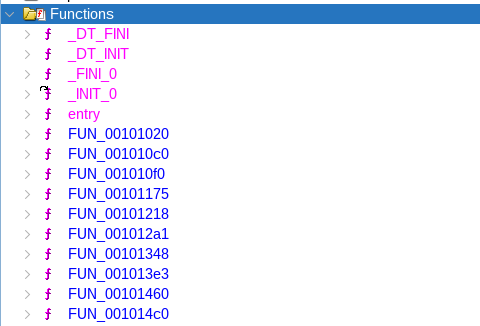 Functions
_DT_FINI
_DT_INIT
_FINI_0
_INIT_0
entry
FUN_00101020
FUN_001010c0
FUN_001010f0
FUN_00101175
FUN_00101218
FUN_001012a1
FUN_00101348
FUN_001013e3
FUN_00101460
FUN_001014c0